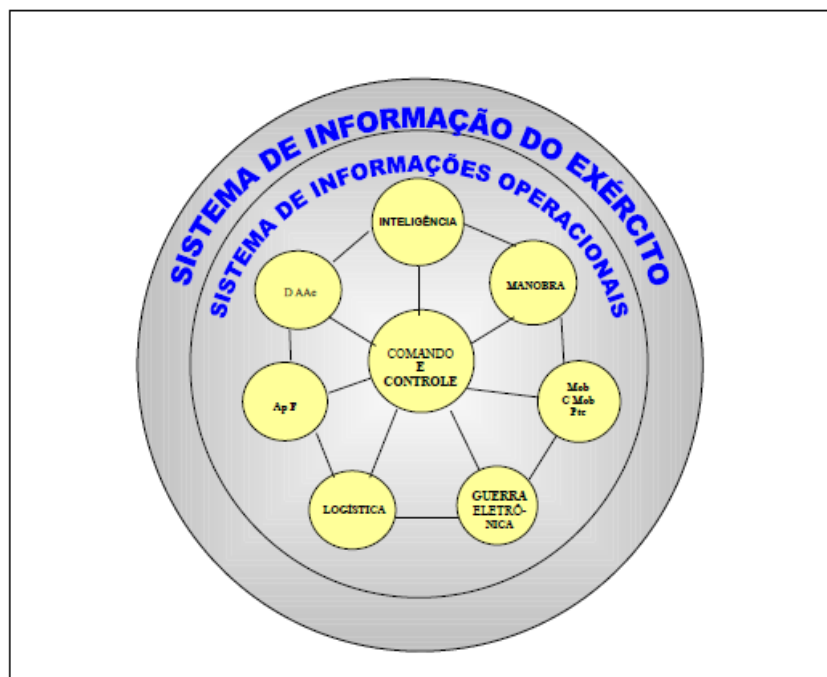 SISTEMA DE INFORMAÇÃO DO EXÉRCITO
SISTEMA DE INFORMAÇÕES OPERACIONAIS
INTELIGÊNCIA
D AAe
MANOBRA
COMANDO
E
CONTROLE
Ap F
Mob
C Mob
Ptc
LOGÍSTICA
GUERRA
ELETRÔ-
NICA